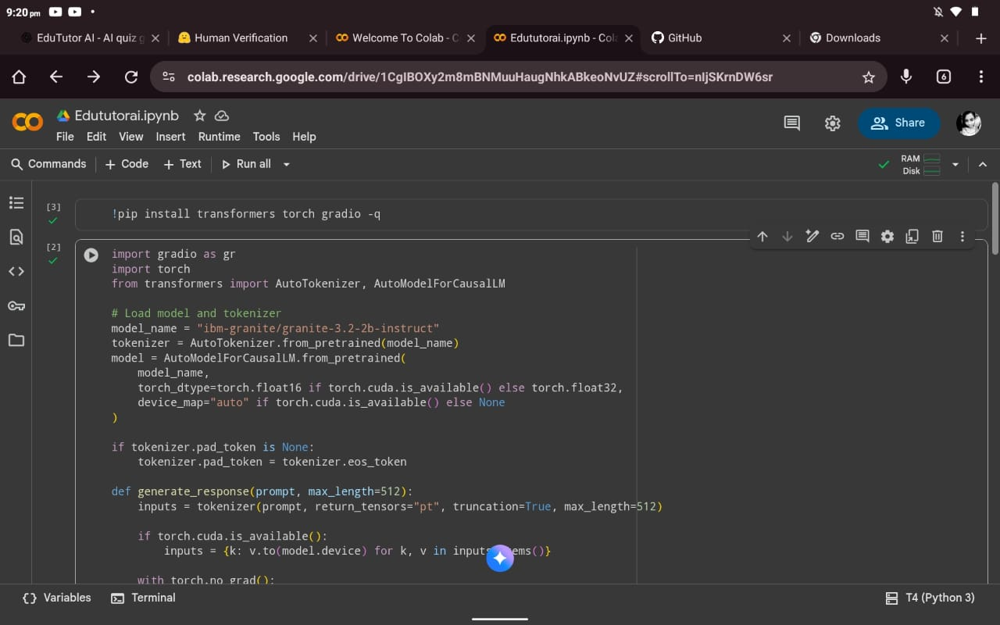 9:20 pm
EduTutor AI - AI quiz g
Human Verification
Welcome To Colab - C
Edututorai.ipynb - Cola
GitHub
Downloads
colab.research.google.com/drive/1CgIBOXy2m8mBNMuuHaugNhkABkeoNvUZ#scrollTo=nIjSKrnDW6sr
6
Edututorai.ipynb
Share
File Edit View Insert Runtime Tools Help
Commands + Code + Text Run all
RAM
Disk
[3]
!pip install transformers torch gradio -q
[2]
import gradio as gr
import torch
from transformers import AutoTokenizer, AutoModelForCausalLM
# Load model and tokenizer
model_name = "ibm-granite/granite-3.2-2b-instruct"
tokenizer = AutoTokenizer.from_pretrained(model_name)
model = AutoModelForCausalLM.from_pretrained(
    model_name,
    torch_dtype=torch.float16 if torch.cuda.is_available() else torch.float32,
    device_map="auto" if torch.cuda.is_available() else None
)
if tokenizer.pad_token is None:
    tokenizer.pad_token = tokenizer.eos_token
def generate_response(prompt, max_length=512):
    inputs = tokenizer(prompt, return_tensors="pt", truncation=True, max_length=512)
    if torch.cuda.is_available():
        inputs = {k: v.to(model.device) for k, v in inputs ems()}
    with torch.no_grad():
Variables
Terminal
T4 (Python 3)